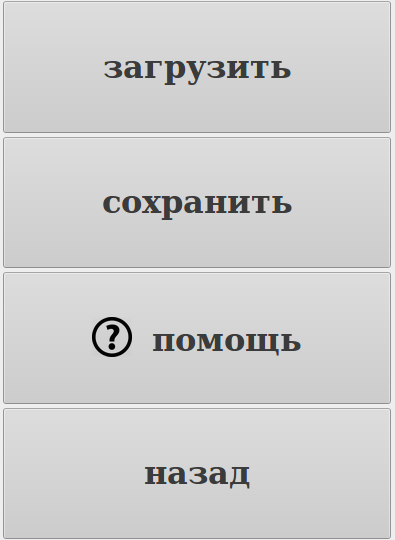 загрузить
сохранить
помощь
назад